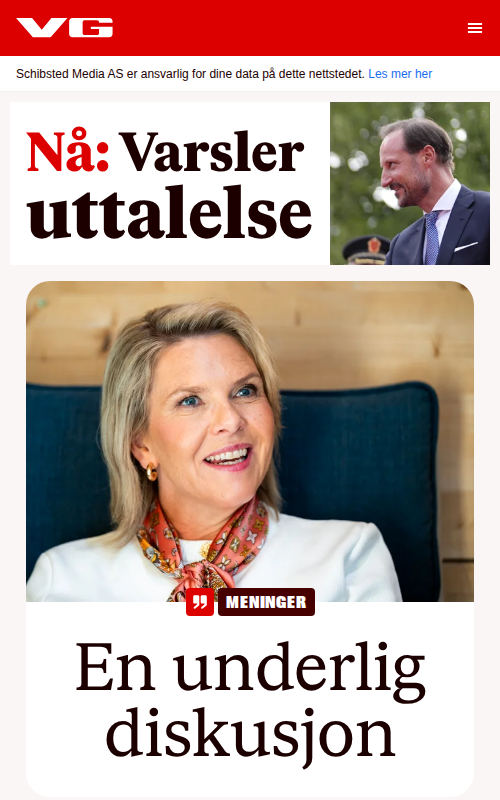 VG
Schibsted Media AS er ansvarlig for dine data på dette nettstedet. Les mer her
Nå: Varsler
uttalelse
MENINGER
En underlig
diskusjon